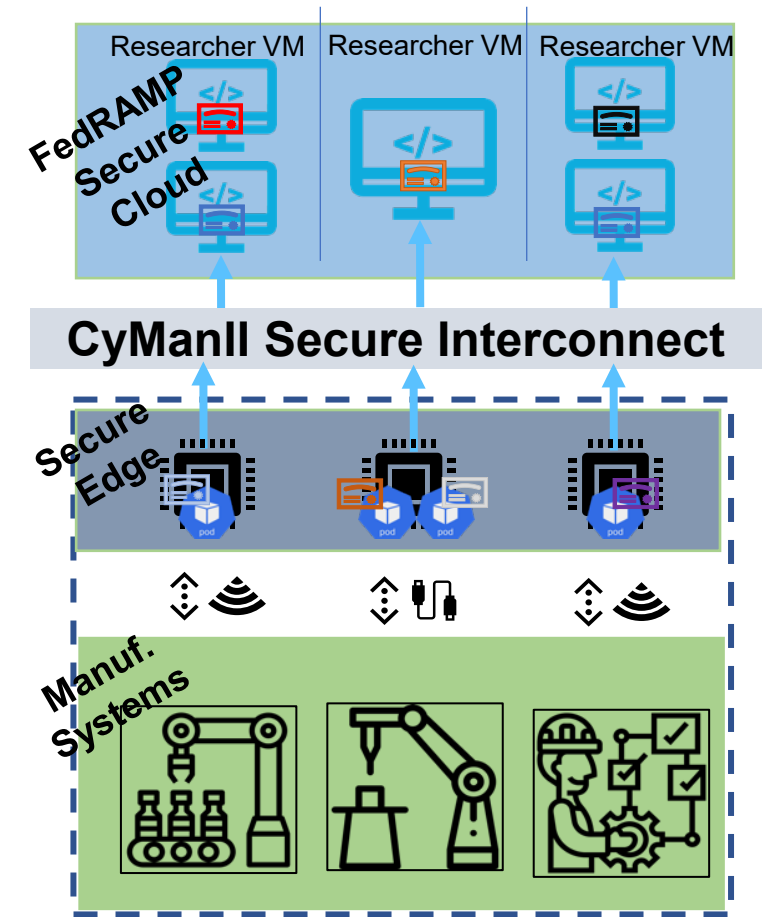 Researcher VM
Researcher VM
Researcher VM
</>
</>
</>
</>
</>
FedRAMP
Secure
Cloud
CyManII Secure Interconnect
Secure
Edge
pod
pod
pod
pod
Manuf.
Systems